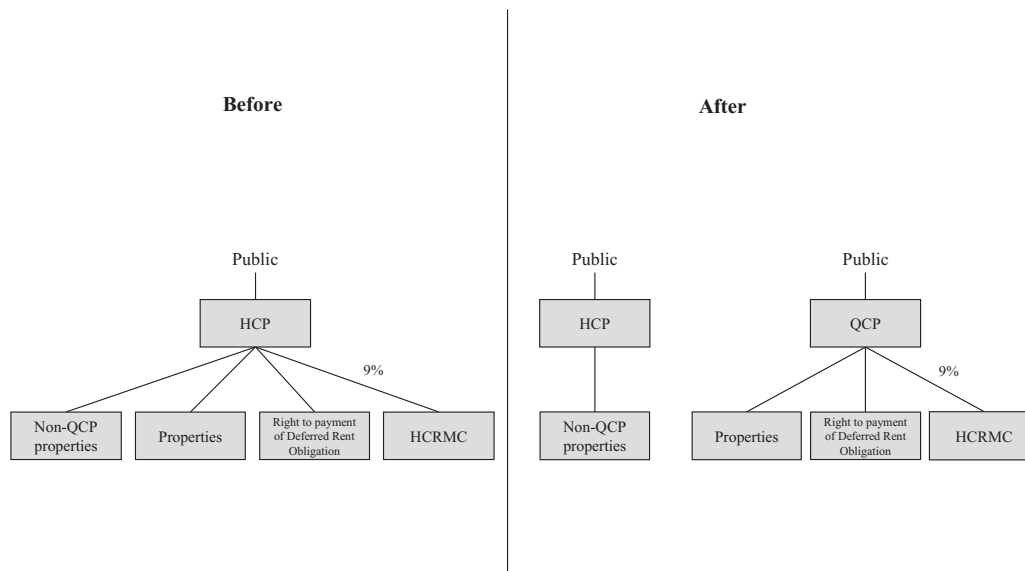 Before
Public
HCP
9%
Non-QCP
properties
Properties
Right to payment
of Deferred Rent
Obligation
HCRMC
After
Public
HCP
Non-QCP
properties
Public
QCP
9%
Properties
Right to payment
of Deferred Rent
Obligation
HCRMC